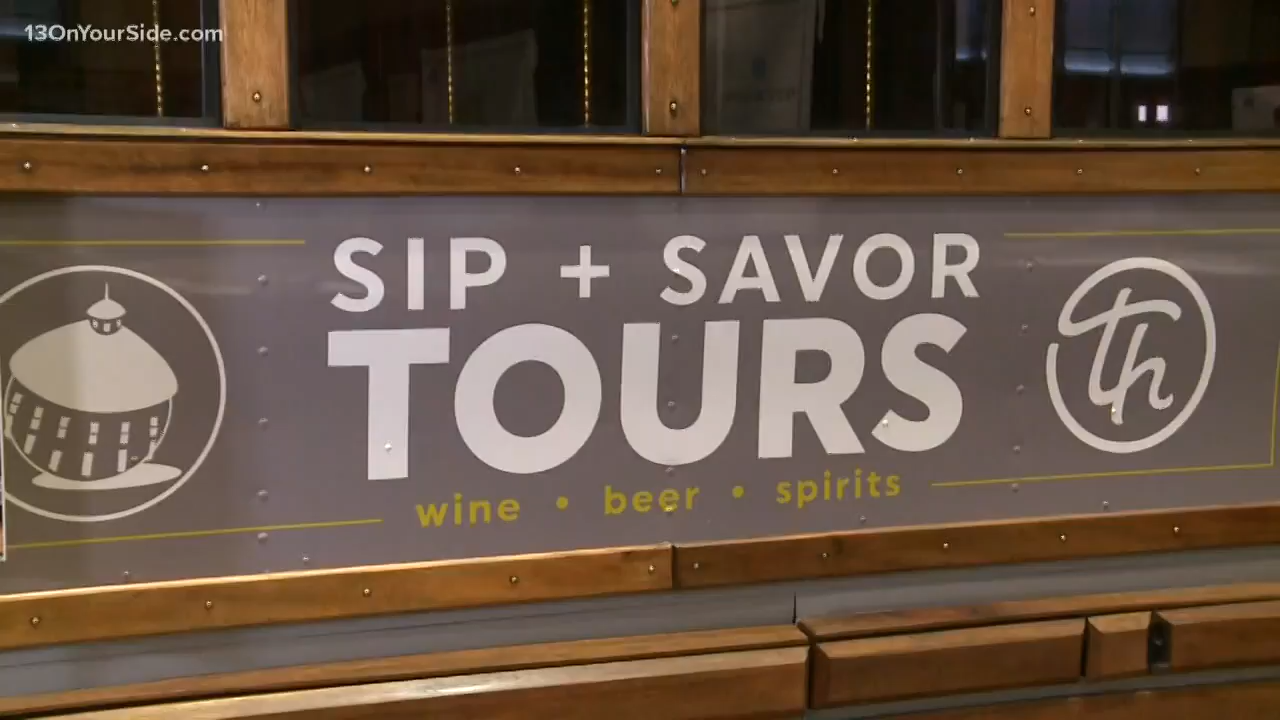 13OnYourSide.com
SIP + SAVOR
TOURS
Th
wine • beer • spirits